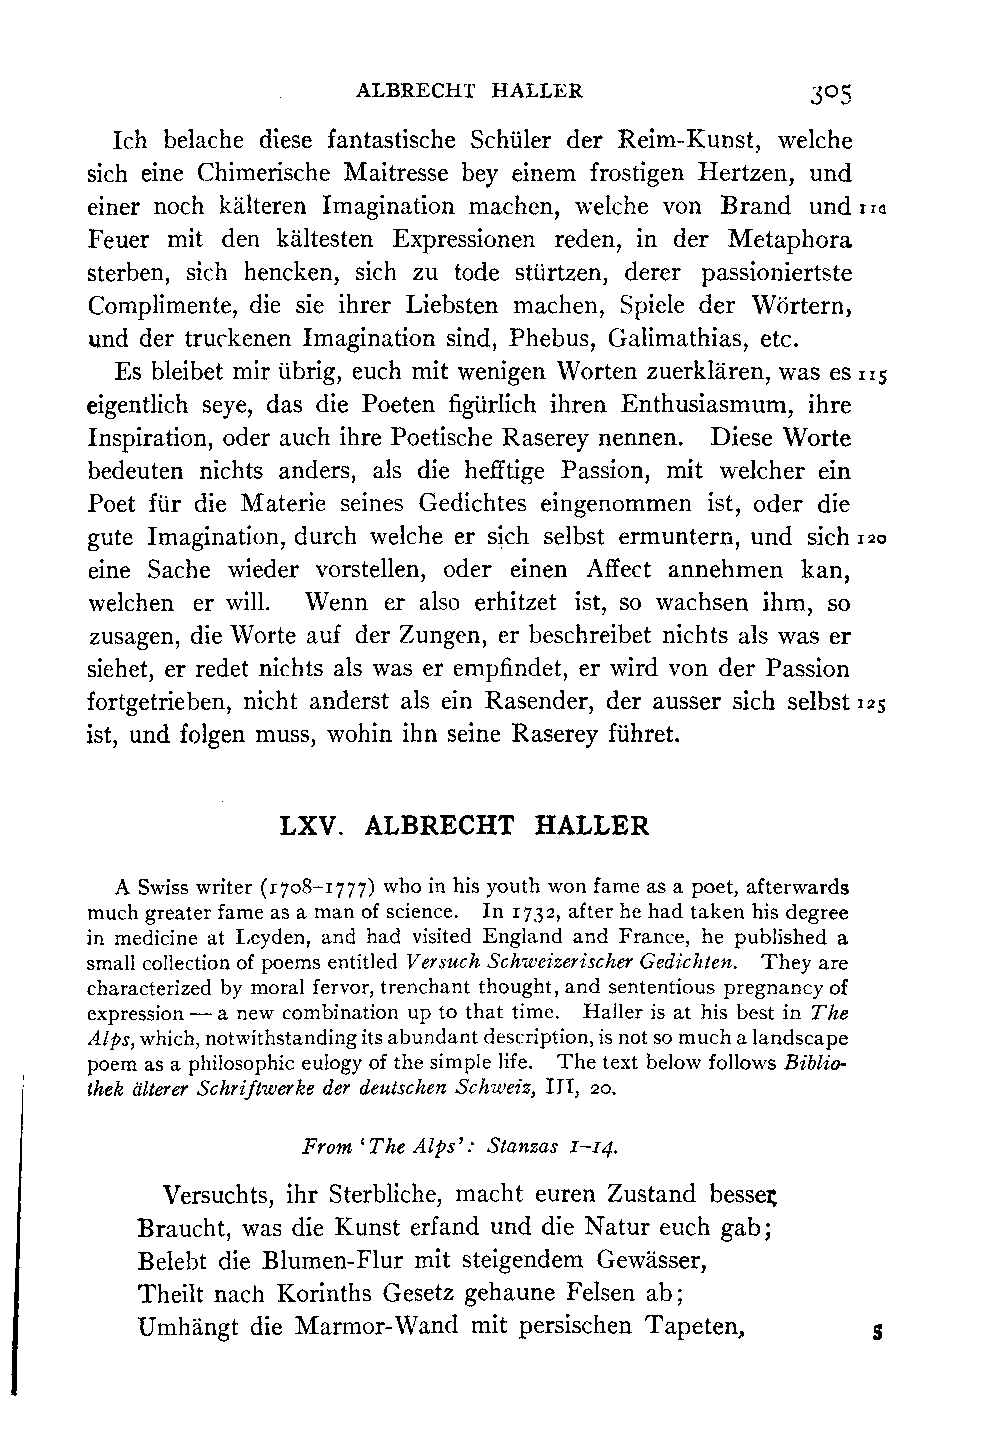 ALBRECHT HALLER 305
Ich belache diese fantastische Schüler der Reim-Kunst, welche
sich eine Chimerische Maitresse bey einem frostigen Hertzen, und
einer noch kälteren Imagination machen, welche von Brand und 110
Feuer mit den kältesten Expressionen reden, in der Metaphora
sterben, sich hencken, sich zu tode stürtzen, derer passioniertste
Complimente, die sie ihrer Liebsten machen, Spiele der Wörtern,
und der truckenen Imagination sind, Phebus, Galimathias, etc.
Es bleibet mir übrig, euch mit wenigen Worten zuerklären, was es 115
eigentlich seye, das die Poeten figürlich ihren Enthusiasmum, ihre
Inspiration, oder auch ihre Poetische Raserey nennen. Diese Worte
bedeuten nichts anders, als die hefftige Passion, mit welcher ein
Poet für die Materie seines Gedichtes eingenommen ist, oder die
gute Imagination, durch welche er sich selbst ermuntern, und sich 120
eine Sache wieder vorstellen, oder einen Affect annehmen kan,
welchen er will. Wenn er also erhitzet ist, so wachsen ihm, so
zusagen, die Worte auf der Zungen, er beschreibet nichts als was er
siehet, er redet nichts als was er empfindet, er wird von der Passion
fortgetrieben, nicht anderst als ein Rasender, der ausser sich selbst 125
ist, und folgen muss, wohin ihn seine Raserey führet.
LXV. ALBRECHT HALLER
A Swiss writer (1708–1777) who in his youth won fame as a poet, afterwards
much greater fame as a man of science. In 1732, after he had taken his degree
in medicine at Leyden, and had visited England and France, he published a
small collection of poems entitled Versuch Schweizerischer Gedichten. They are
characterized by moral fervor, trenchant thought, and sententious pregnancy of
expression — a new combination up to that time. Haller is at his best in The
Alps, which, notwithstanding its abundant description, is not so much a landscape
poem as a philosophic eulogy of the simple life. The text below follows Biblio-
thek älterer Schriftwerke der deutschen Schweiz, III, 20.
From ‘The Alps’: Stanzas 1–14.
Versuchts, ihr Sterbliche, macht euren Zustand besser;
Braucht, was die Kunst erfand und die Natur euch gab;
Belebt die Blumen-Flur mit steigendem Gewässer,
Theilt nach Korinths Gesetz gehaune Felsen ab;
Umhängt die Marmor-Wand mit persischen Tapeten, 5